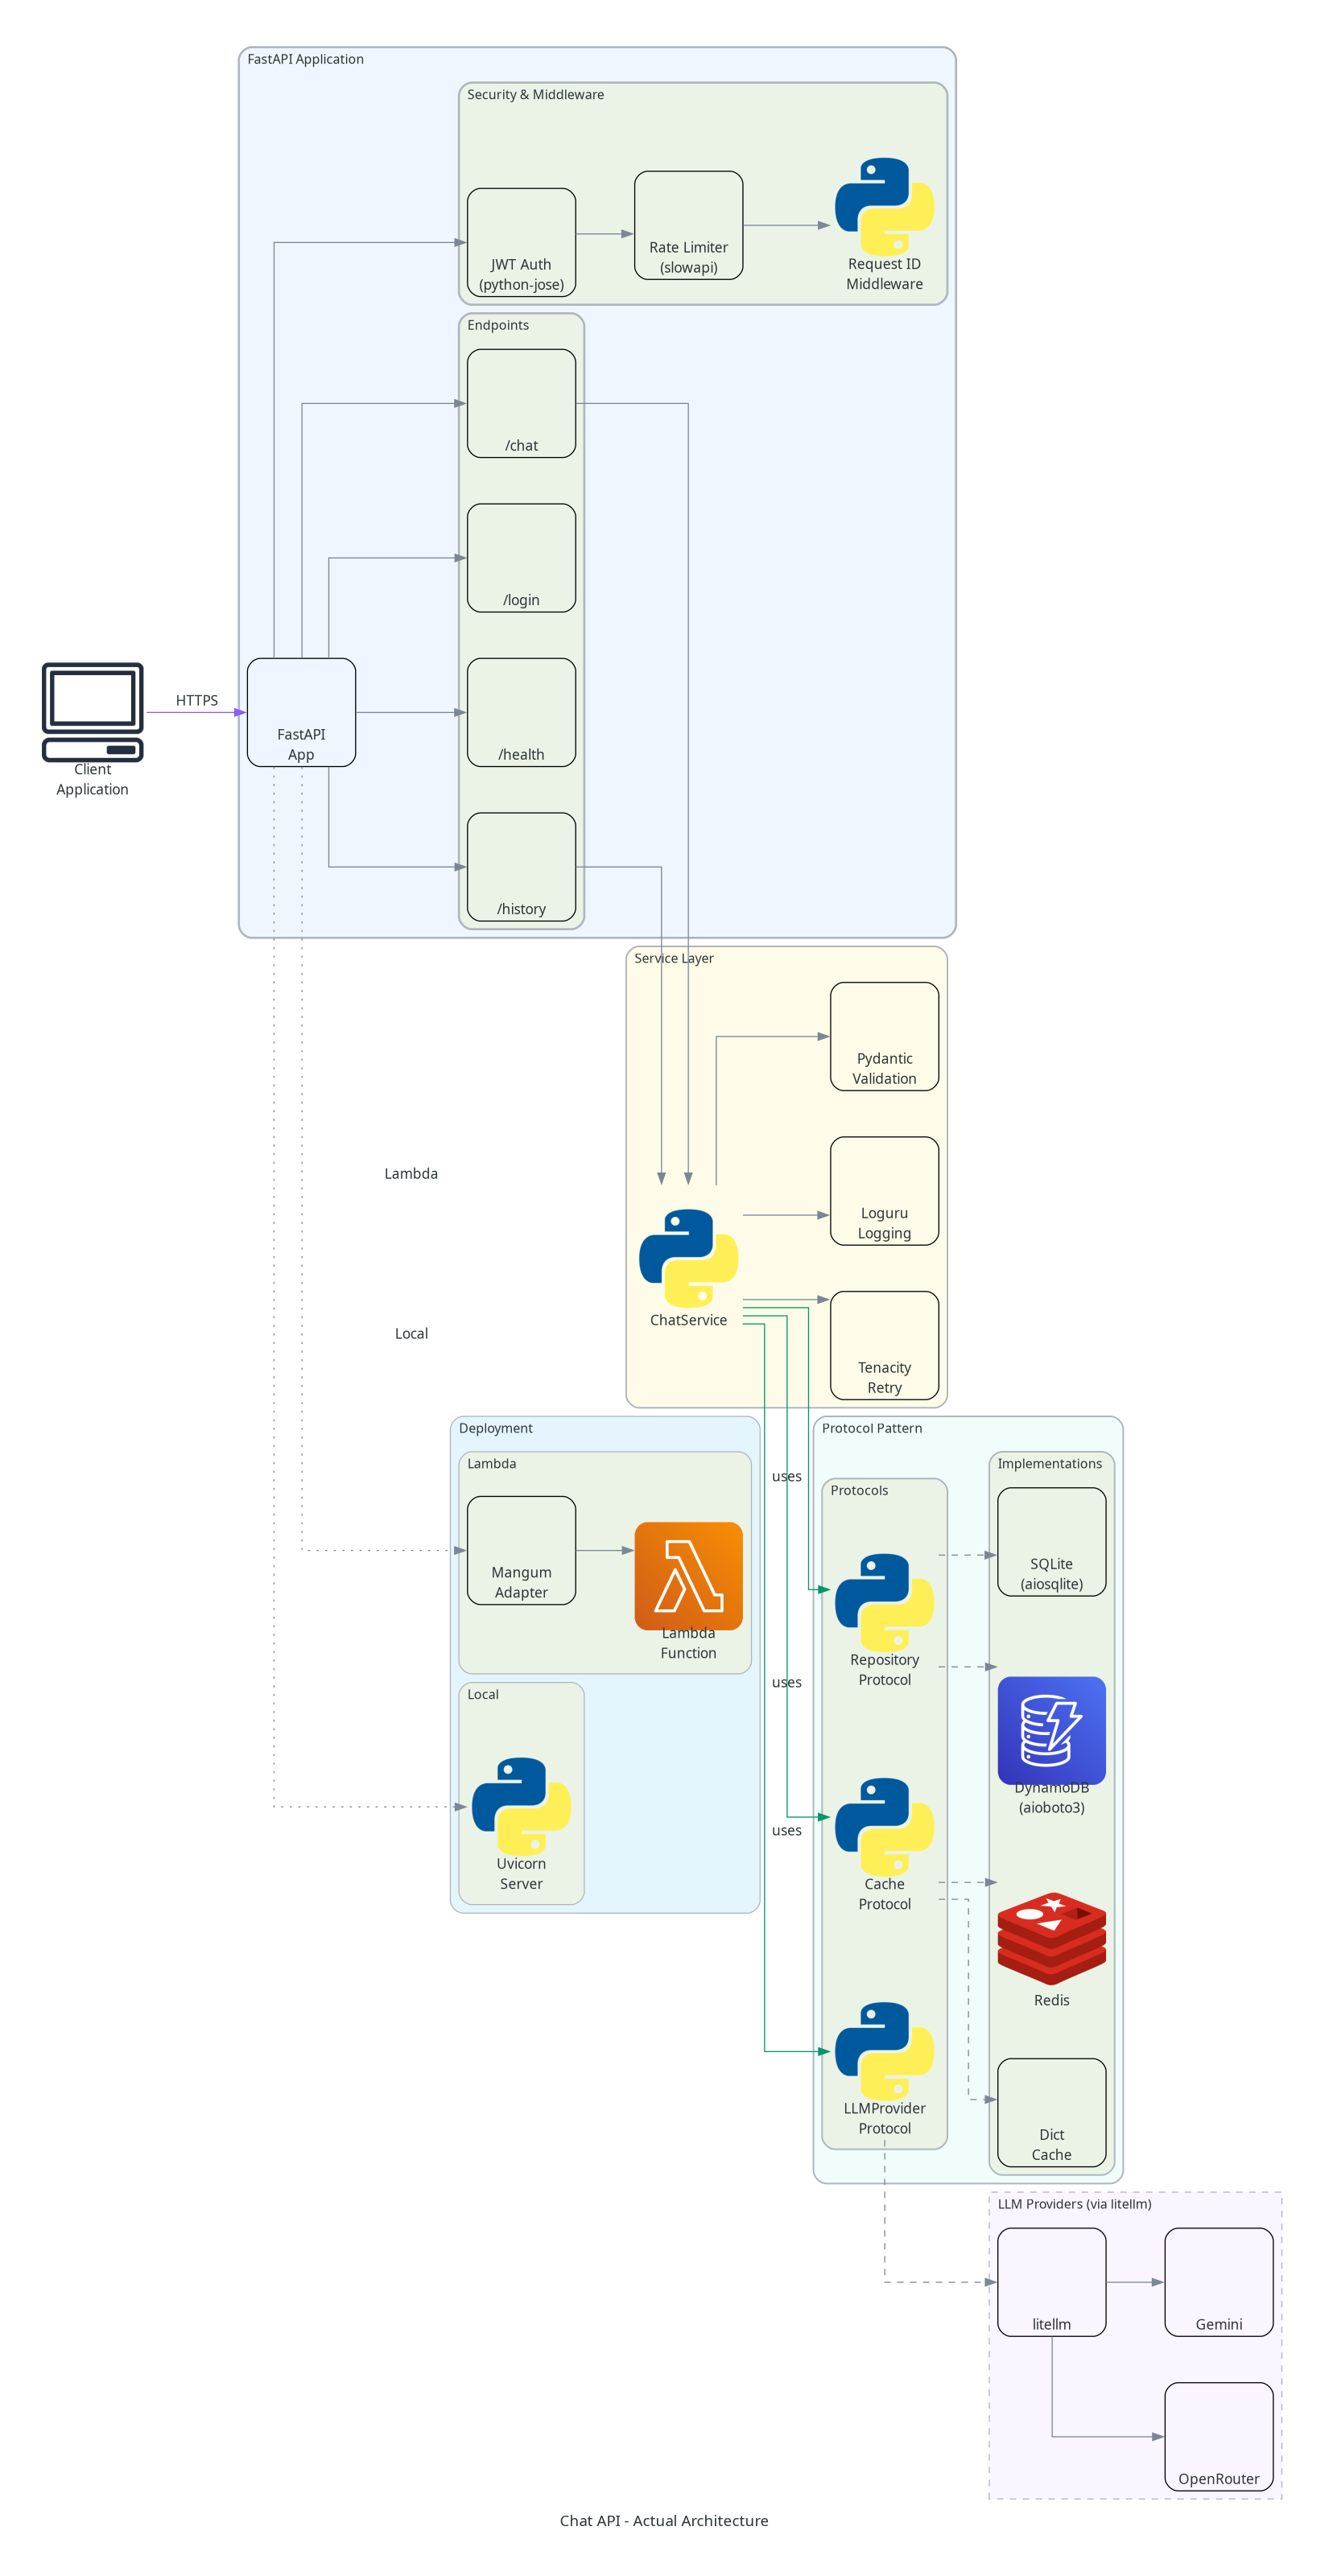 FastAPI Application
Security & Middleware
JWT Auth
(python-jose)
Rate Limiter
(slowapi)
Request ID
Middleware
Endpoints
/chat
/login
/health
/history
HTTPS
Client
Application
FastAPI
App
Service Layer
Pydantic
Validation
Loguru
Logging
Tenacity
Retry
ChatService
Lambda
Local
Deployment
Lambda
Mangum
Adapter
Lambda
Function
Local
Uvicorn
Server
uses
uses
uses
Protocol Pattern
Protocols
Repository
Protocol
Cache
Protocol
LLMProvider
Protocol
Implementations
SQLite
(aiosqlite)
DynamoDB
(aioboto3)
Redis
Dict
Cache
LLM Providers (via litellm)
litellm
Gemini
OpenRouter
Chat API - Actual Architecture